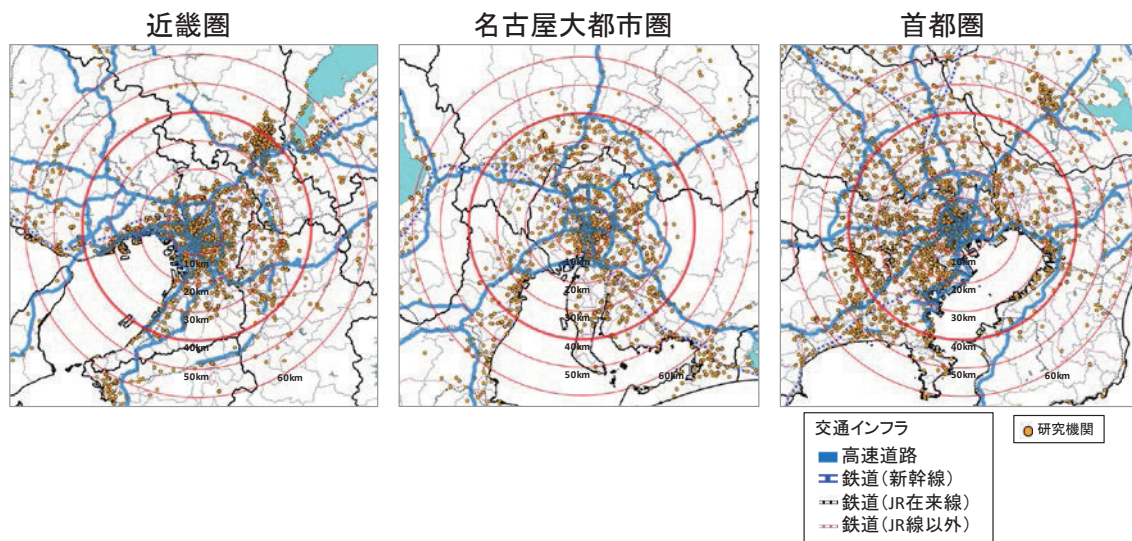 近畿圏
名古屋大都市圏
首都圏
10km
20km
30km
40km
50km
60km
10km
20km
30km
40km
50km
60km
10km
20km
30km
40km
50km
60km
交通インフラ
高速道路
鉄道(新幹線)
鉄道(JR在来線)
鉄道(JR線以外)
研究機関